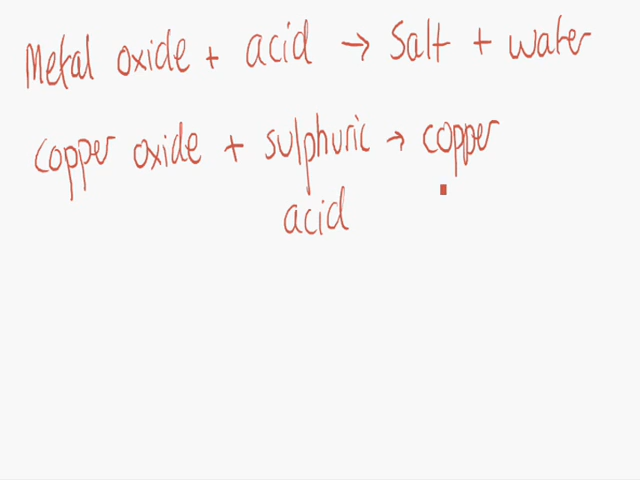 Metal oxide + acid → Salt + water
copper oxide + sulphuric → copper
acid